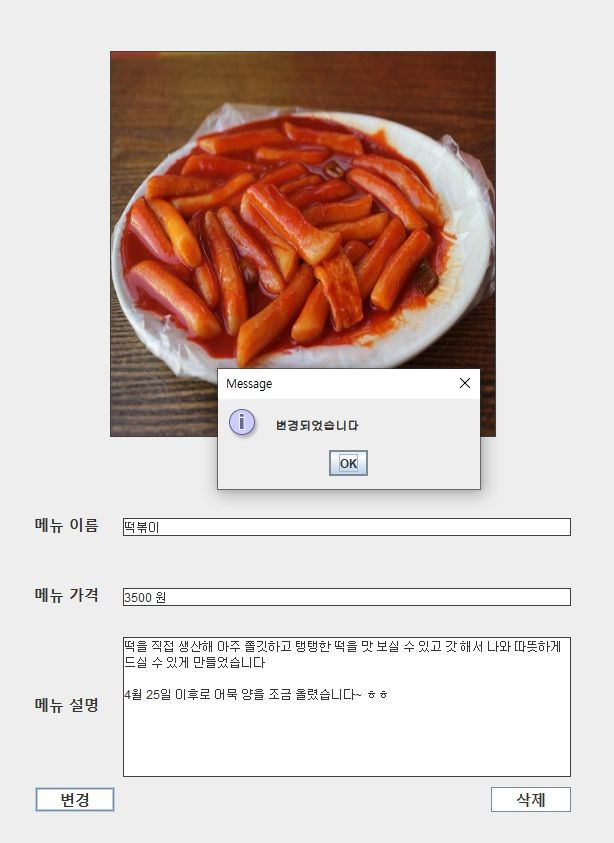 Message
변경되었습니다
OK
메뉴 이름
떡볶이
메뉴 가격
3500 원
메뉴 설명
떡을 직접 생산해 아주 쫄깃하고 탱탱한 떡을 맛 보실 수 있고 갓 해서 나와 따뜻하게
드실 수 있게 만들었습니다
4월 25일 이후로 어묵 양을 조금 올렸습니다~ ㅎㅎ
변경
삭제